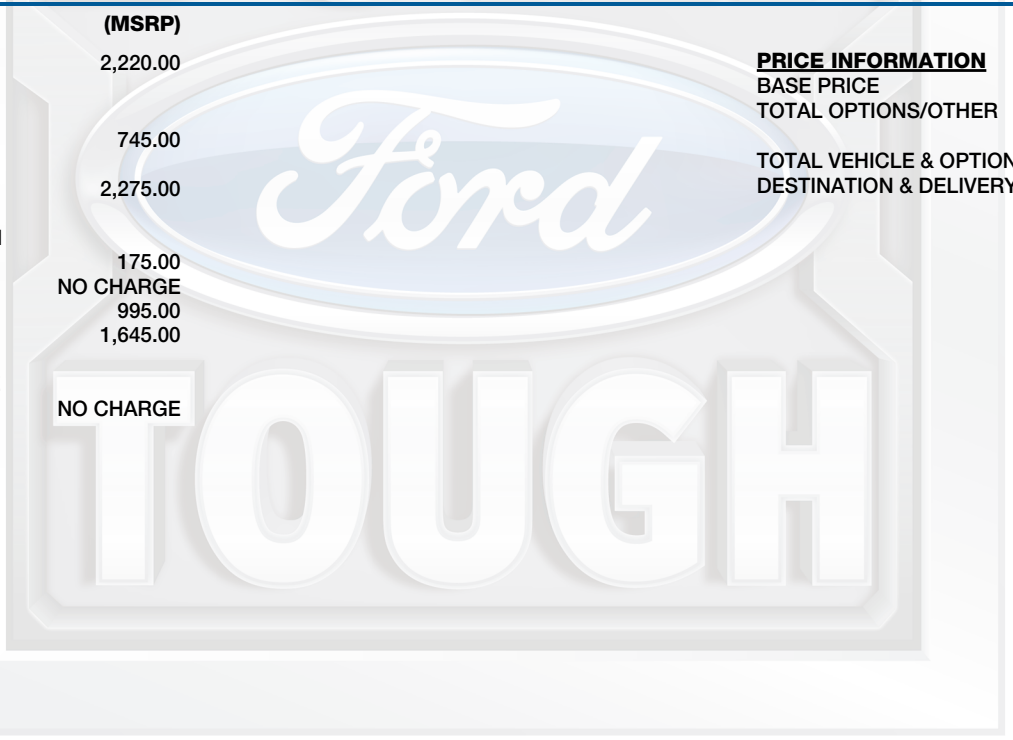 (MSRP)
2,220.00
745.00
2,275.00
175.00
NO CHARGE
995.00
1,645.00
NO CHARGE
PRICE INFORMATION
BASE PRICE
TOTAL OPTIONS/OTHER
TOTAL VEHICLE & OPTION
DESTINATION & DELIVERY
Ford
TOUGH